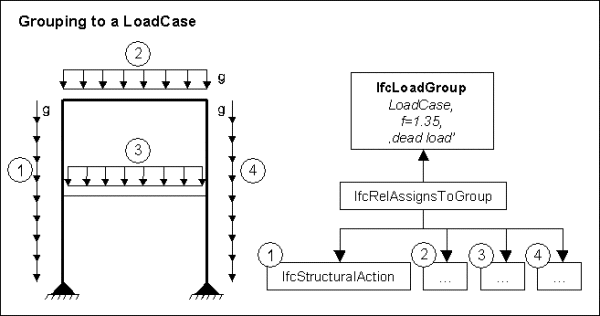 Grouping to a LoadCase
2
g
g
g
1
3
4
IfcLoadGroup
LoadCase,
f=1.35,
‚dead load'
IfcRelAssignsToGroup
1
2
3
4
IfcStructuralAction
...
...
...